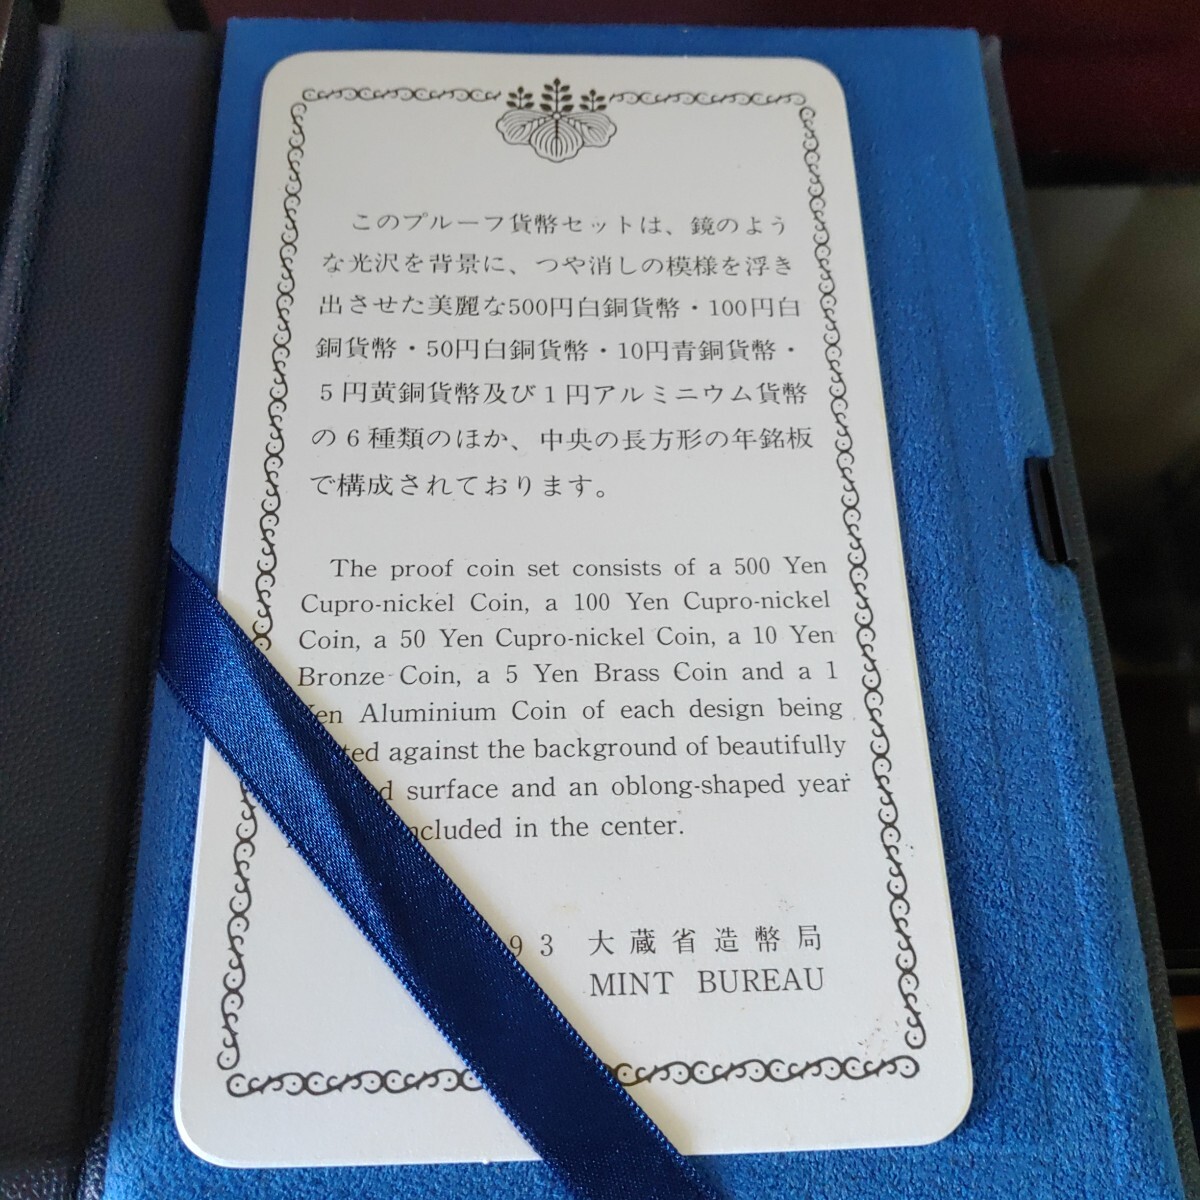 このプルーフ貨幣セットは、鏡のよう
な光沢を背景に、つや消しの模様を浮き
出させた美麗な500円白銅貨幣・100円白
銅貨幣・50円白銅貨幣・10円青銅貨幣・
5円黄銅貨幣及び1円アルミニウム貨幣
の6種類のほか、中央の長方形の年銘板
で構成されております。
The proof coin set consists of a 500 Yen
Cupro-nickel Coin, a 100 Yen Cupro-nickel
Coin, a 50 Yen Cupro-nickel Coin, a 10 Yen
Bronze Coin, a 5 Yen Brass Coin and a 1
Aluminium Coin of each design being
against the background of beautifully
surface and an oblong-shaped year
included in the center.
93 大蔵省造幣局
MINT BUREAU